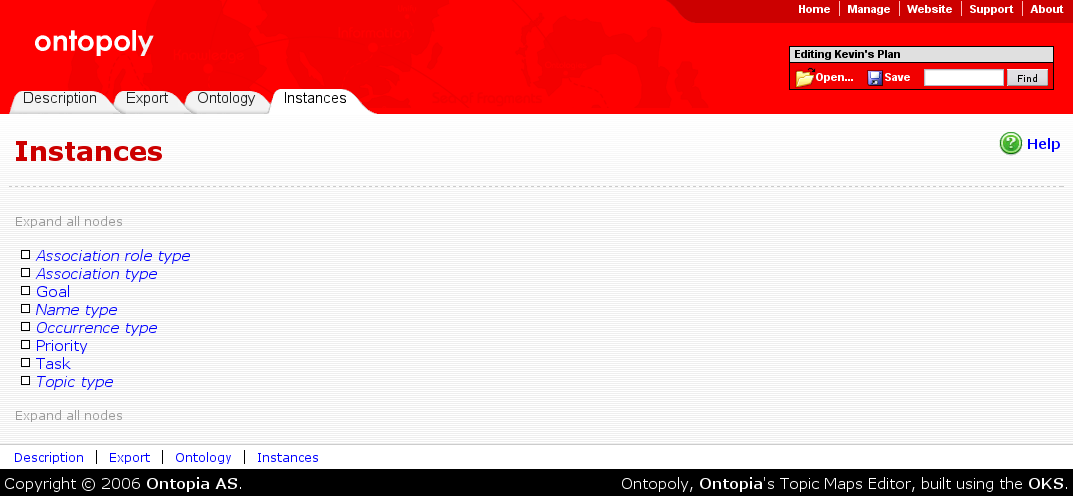 Home Manage Website Support About
ontopoly
Editing Kevin's Plan
Open... Save Find
Description Export Ontology Instances
Instances
Help
Expand all nodes
Association role type
Association type
Goal
Name type
Occurrence type
Priority
Task
Topic type
Expand all nodes
Description Export Ontology Instances
Copyright © 2006 Ontopia AS. Ontopoly, Ontopia's Topic Maps Editor, built using the OKS.